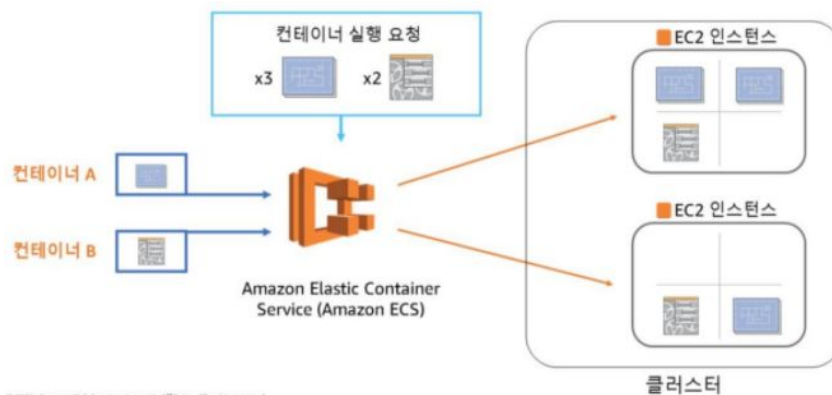 컨테이너 실행 요청
x3
x2
컨테이너 A
컨테이너 B
Amazon Elastic Container
Service (Amazon ECS)
EC2 인스턴스
EC2 인스턴스
클러스터